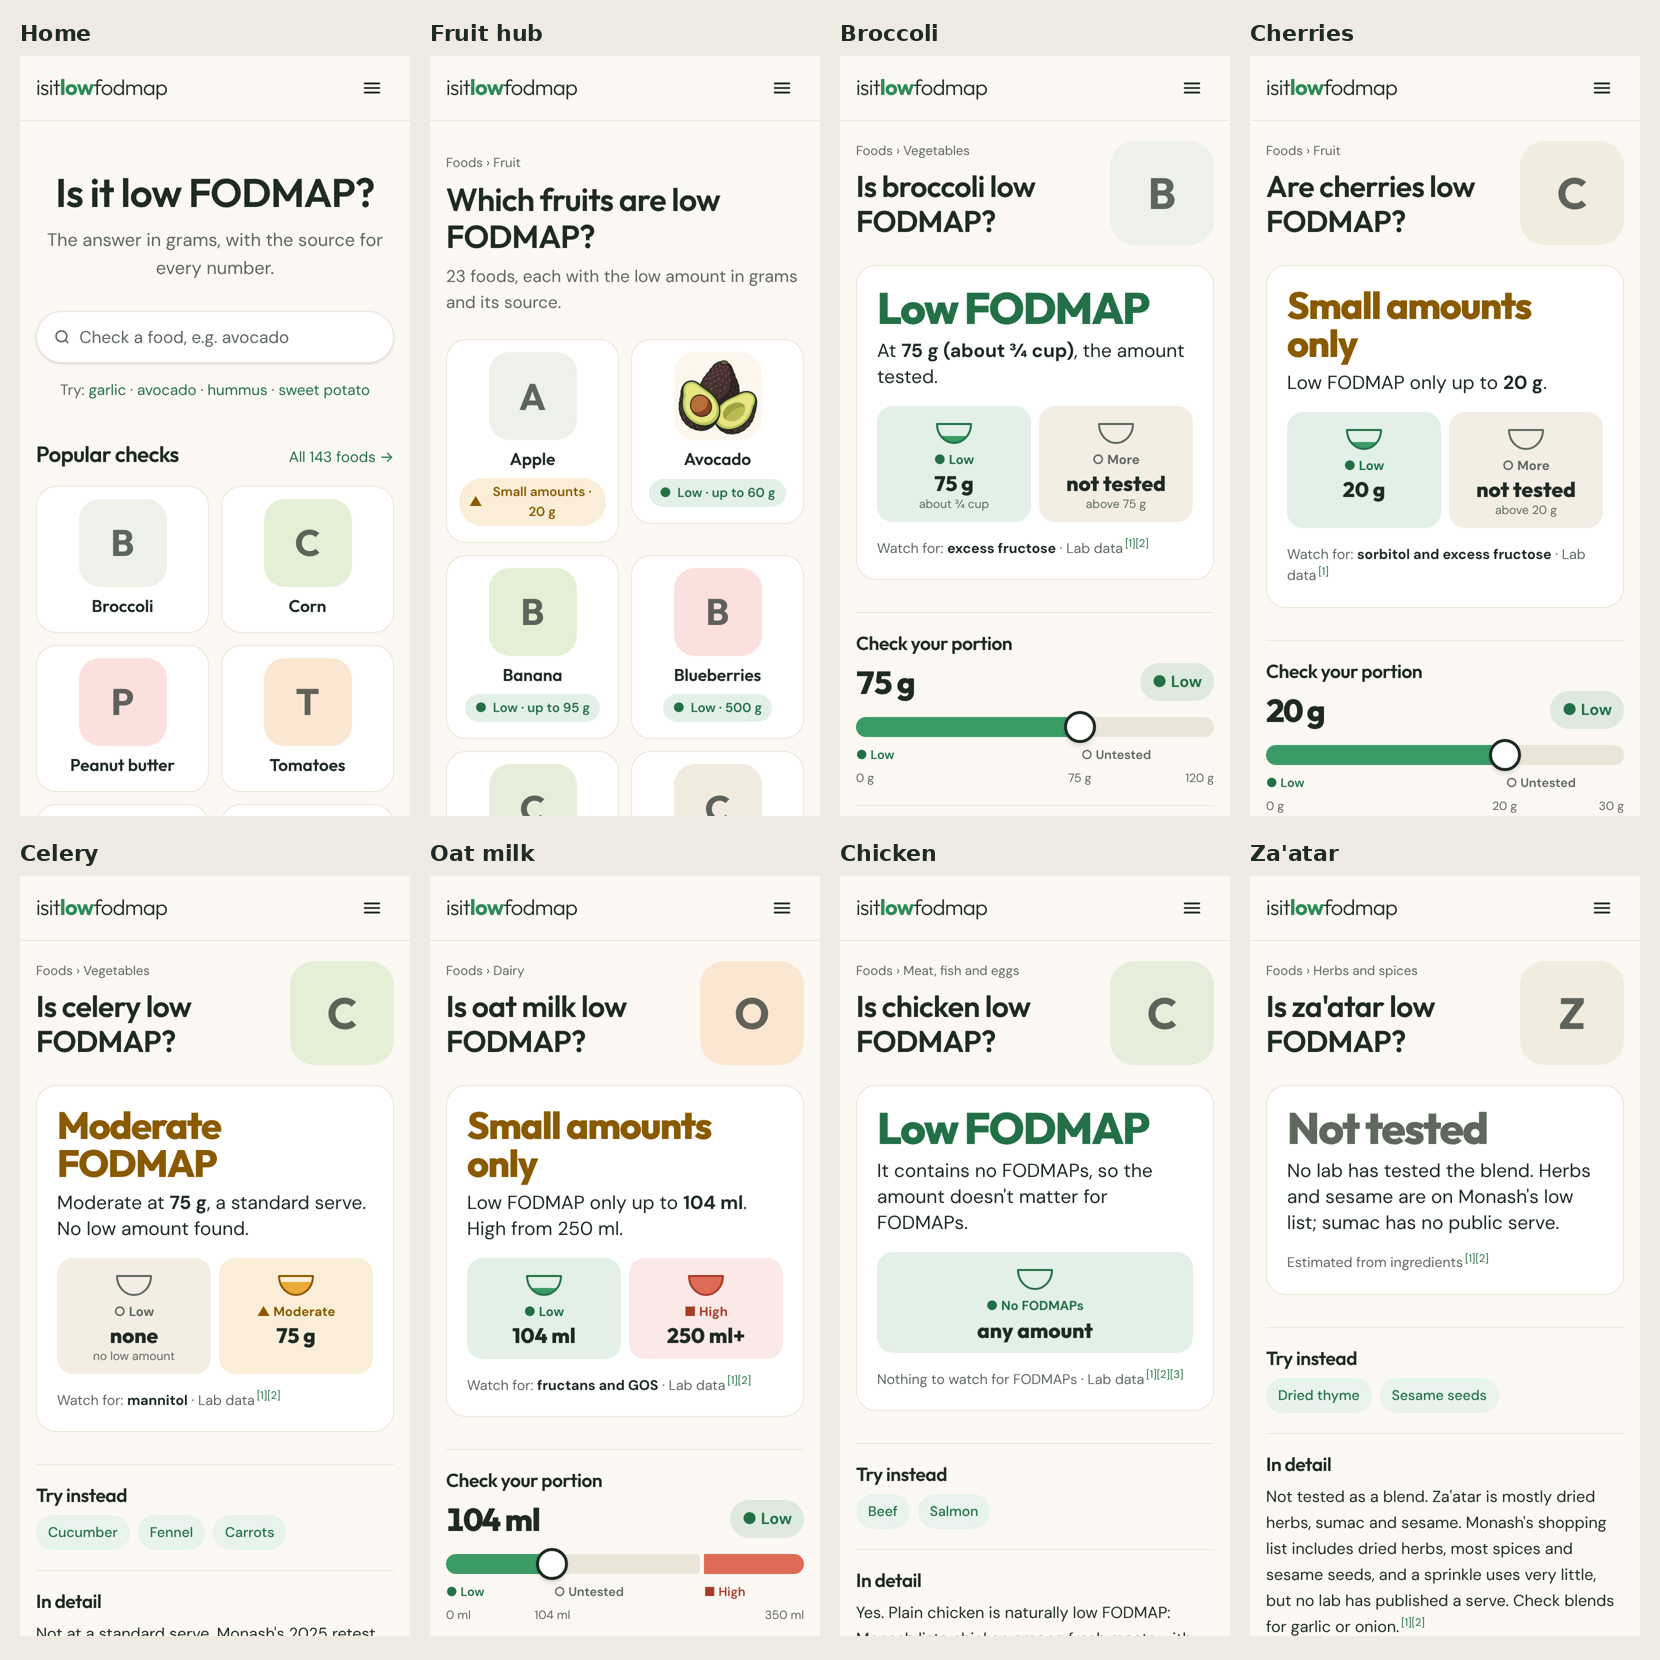 Home
isitlowfodmap
Is it low FODMAP?
The answer in grams, with the source for
every number.
Check a food, e.g. avocado
Try: garlic · avocado · hummus · sweet potato
Popular checks
All 143 foods →
B
Broccoli
C
Corn
P
Peanut butter
T
Tomatoes
Fruit hub
isitlowfodmap
Foods › Fruit
Which fruits are low
FODMAP?
23 foods, each with the low amount in grams
and its source.
A
Apple
Small amounts ·
20 g
Avocado
Low · up to 60 g
B
Banana
Low · up to 95 g
B
Blueberries
Low · 500 g
C
C
Broccoli
isitlowfodmap
Foods › Vegetables
Is broccoli low
FODMAP?
B
Low FODMAP
At 75 g (about ¾ cup), the amount
tested.
Low
75 g
about ¾ cup
More
not tested
above 75 g
Watch for: excess fructose · Lab data [1][2]
Check your portion
75 g
Low
Low
Untested
0 g
75 g
120 g
Cherries
isitlowfodmap
Foods › Fruit
Are cherries low
FODMAP?
C
Small amounts
only
Low FODMAP only up to 20 g.
Low
20 g
More
not tested
above 20 g
Watch for: sorbitol and excess fructose · Lab
data [1]
Check your portion
20 g
Low
Low
Untested
0 g
20 g
30 g
Celery
isitlowfodmap
Foods › Vegetables
Is celery low
FODMAP?
C
Moderate
FODMAP
Moderate at 75 g, a standard serve.
No low amount found.
Low
none
no low amount
Moderate
75 g
Watch for: mannitol · Lab data [1][2]
Try instead
Cucumber
Fennel
Carrots
In detail
Not at a standard serve. Monash's 2025 retest
Oat milk
isitlowfodmap
Foods › Dairy
Is oat milk low
FODMAP?
O
Small amounts
only
Low FODMAP only up to 104 ml.
High from 250 ml.
Low
104 ml
High
250 ml+
Watch for: fructans and GOS · Lab data [1][2]
Check your portion
104 ml
Low
Low
Untested
High
0 ml
104 ml
350 ml
Chicken
isitlowfodmap
Foods › Meat, fish and eggs
Is chicken low
FODMAP?
C
Low FODMAP
It contains no FODMAPs, so the
amount doesn't matter for
FODMAPs.
No FODMAPs
any amount
Nothing to watch for FODMAPs · Lab data [1][2][3]
Try instead
Beef
Salmon
In detail
Yes. Plain chicken is naturally low FODMAP:
Za'atar
isitlowfodmap
Foods › Herbs and spices
Is za'atar low
FODMAP?
Z
Not tested
No lab has tested the blend. Herbs
and sesame are on Monash's low
list; sumac has no public serve.
Estimated from ingredients [1][2]
Try instead
Dried thyme
Sesame seeds
In detail
Not tested as a blend. Za'atar is mostly dried
herbs, sumac and sesame. Monash's shopping
list includes dried herbs, most spices and
sesame seeds, and a sprinkle uses very little,
but no lab has published a serve. Check blends
for garlic or onion. [1][2]